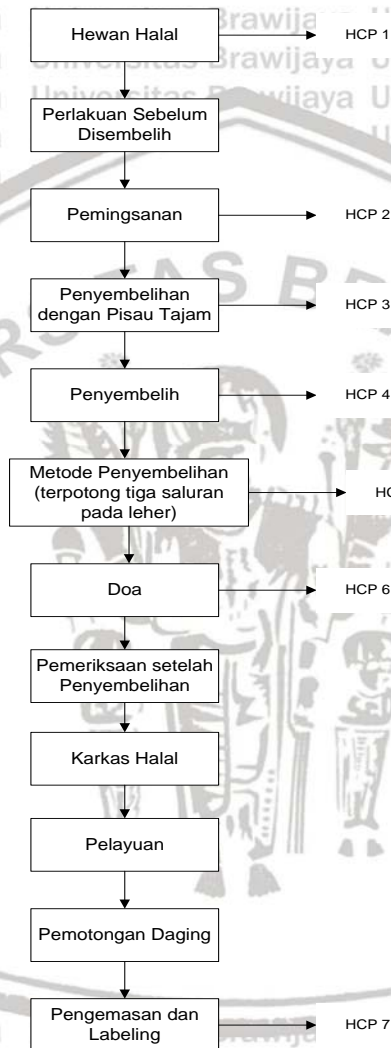 Hewan Halal
HCP 1
Perlakuan Sebelum
Disembelih
Pemingsanan
HCP 2
Penyembelihan
dengan Pisau Tajam
HCP 3
Penyembelih
HCP 4
Metode Penyembelihan
(terpotong tiga saluran
pada leher)
HC
Doa
HCP 6
Pemeriksaan setelah
Penyembelihan
Karkas Halal
Pelayuan
Pemotongan Daging
Pengemasan dan
Labeling
HCP 7